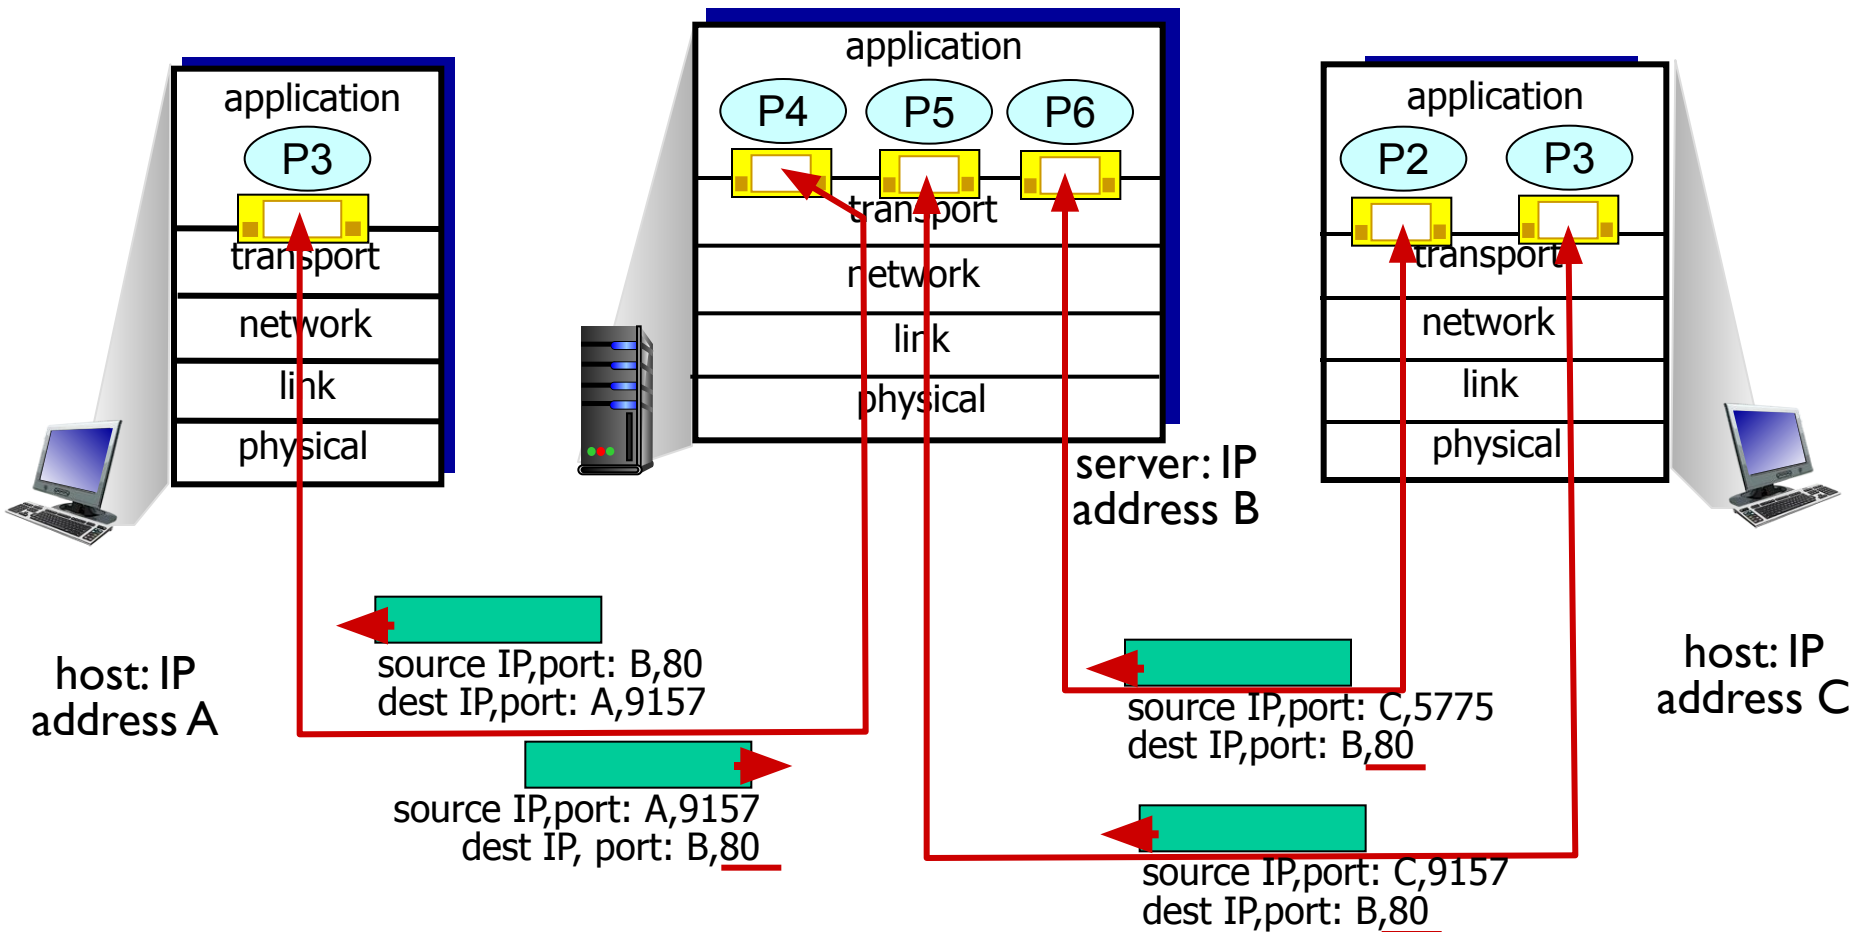 application
P3
transport
network
link
physical
host: IP
address A
application
P4
P5
P6
transport
network
link
physical
server: IP
address B
application
P2
P3
transport
network
link
physical
host: IP
address C
source IP,port: B,80
dest IP,port: A,9157
source IP,port: A,9157
dest IP, port: B,80
source IP,port: C,5775
dest IP,port: B,80
source IP,port: C,9157
dest IP,port: B,80